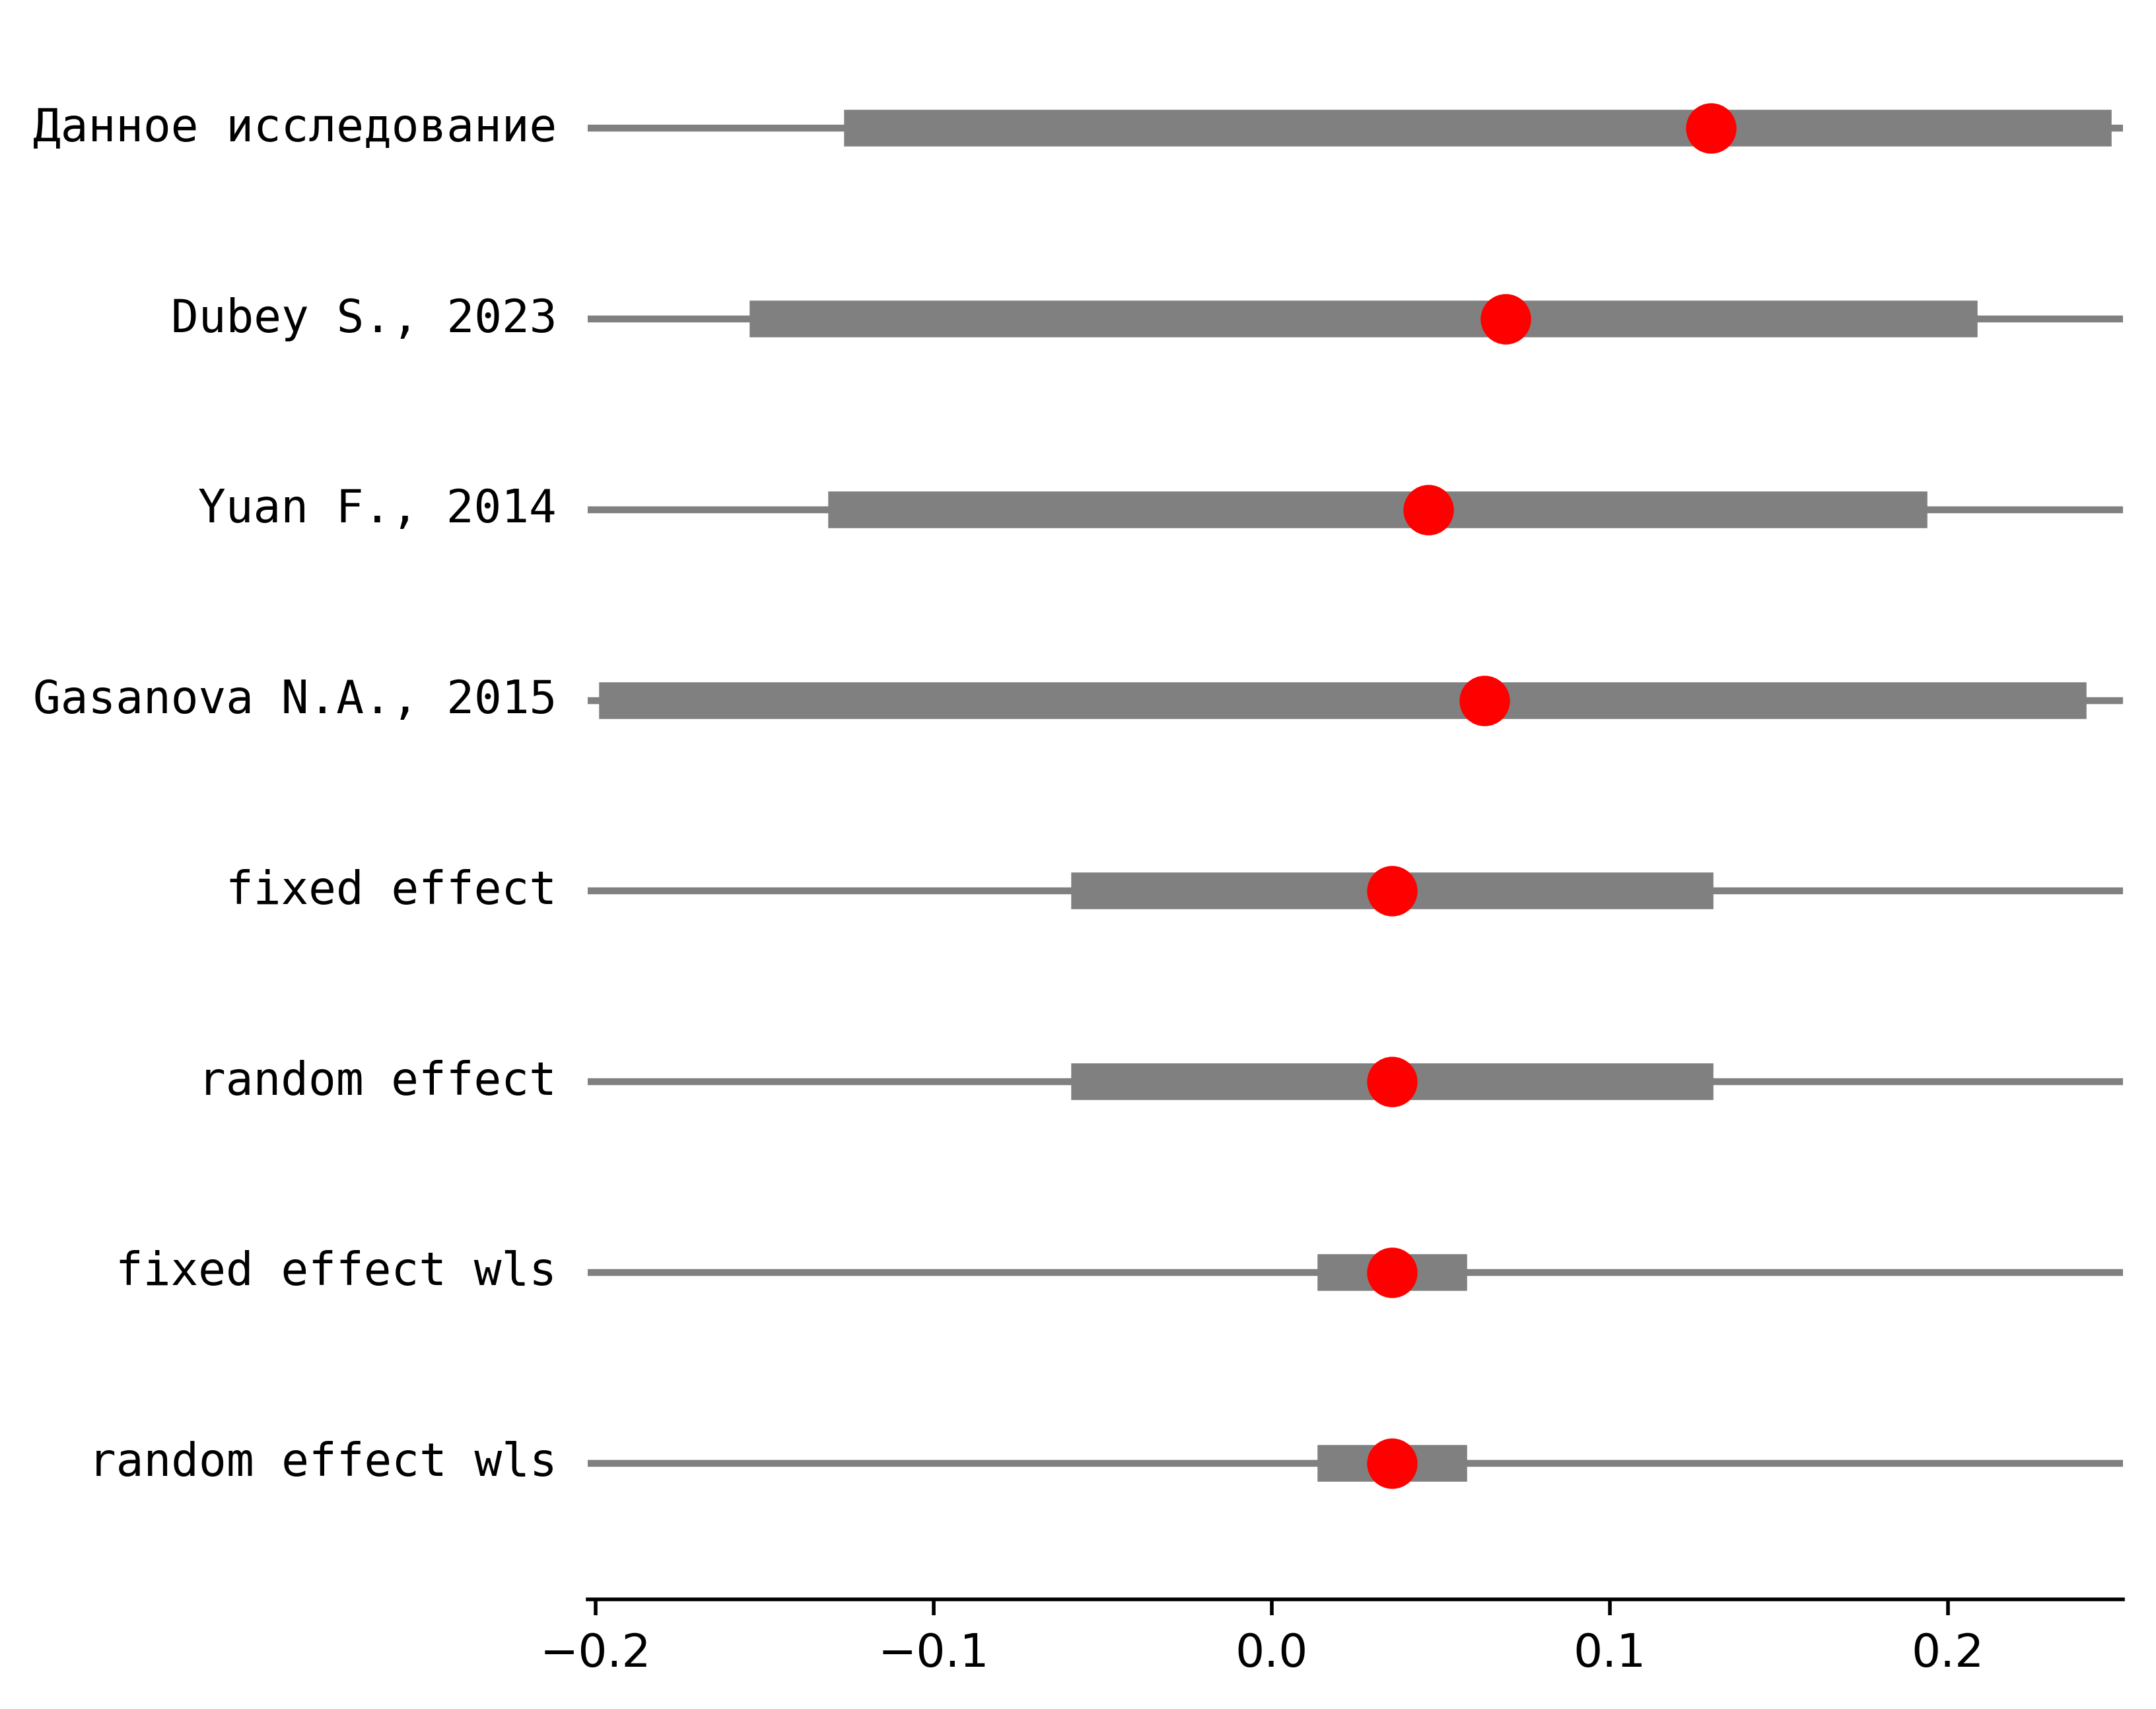 Данное исследование
Dubey S., 2023
Yuan F., 2014
Gasanova N.A., 2015
fixed effect
random effect
fixed effect wls
random effect wls
−0.2 −0.1 0.0 0.1 0.2